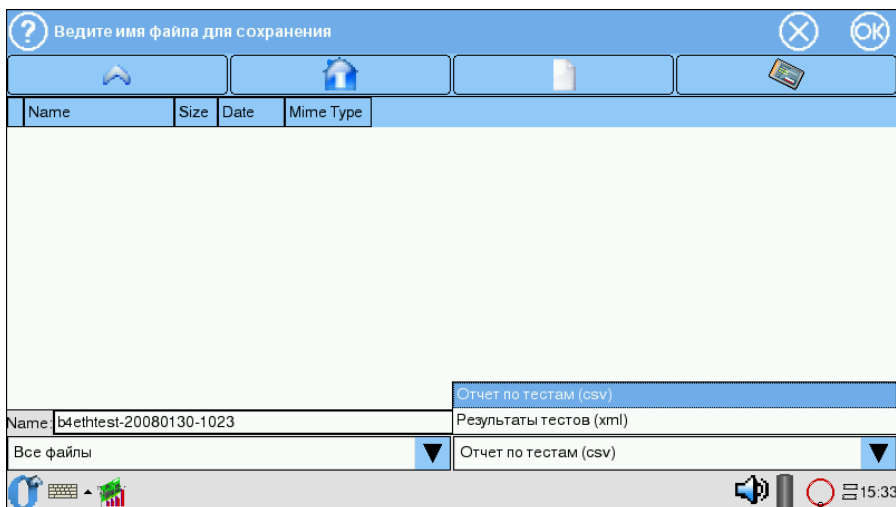 Ведите имя файла для сохранения
OK
Name Size Date Mime Type
Отчет по тестам (csv)
Name: b4ethtest-20080130-1023
Результаты тестов (xml)
Все файлы
Отчет по тестам (csv)
15:33